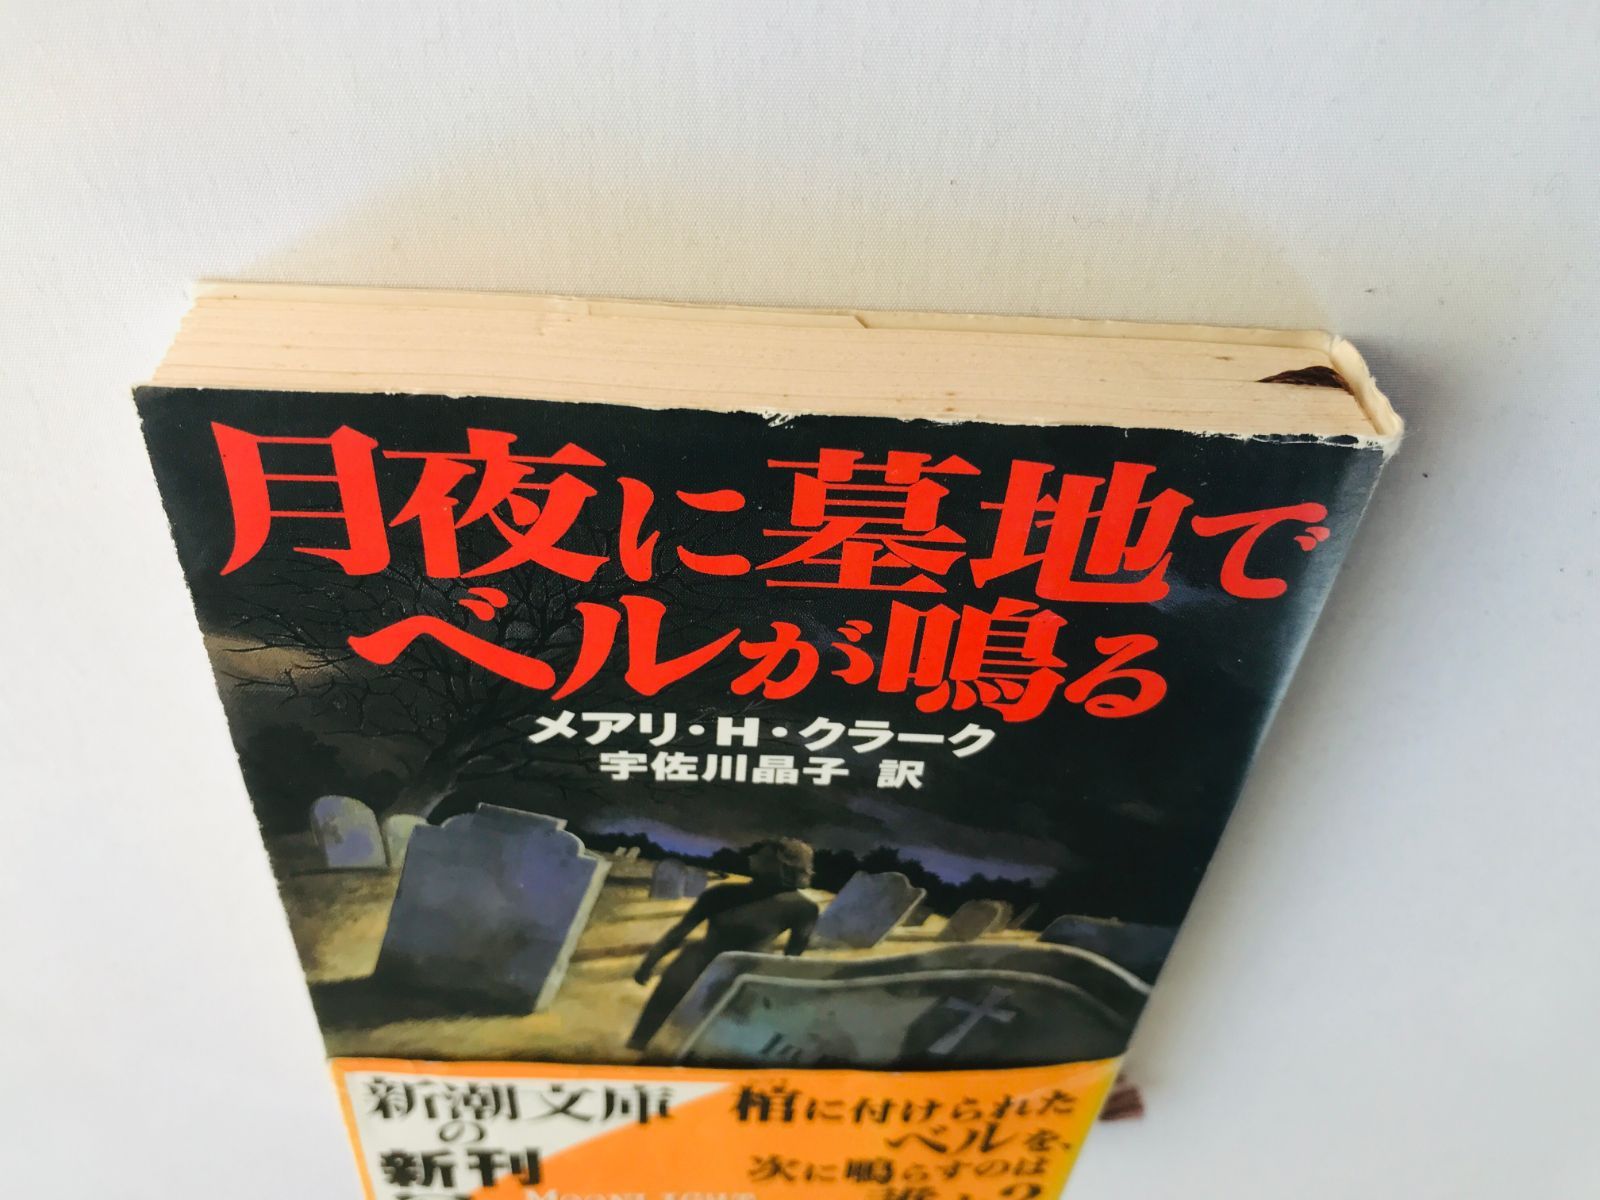 月夜に墓地で
ベルが鳴る
メアリ・H・クラーク
宇佐川晶子 訳
In
新潮文庫
の
新刊
棺に付けられた
ベルを、
次に鳴らすのは
MOONLIGHT